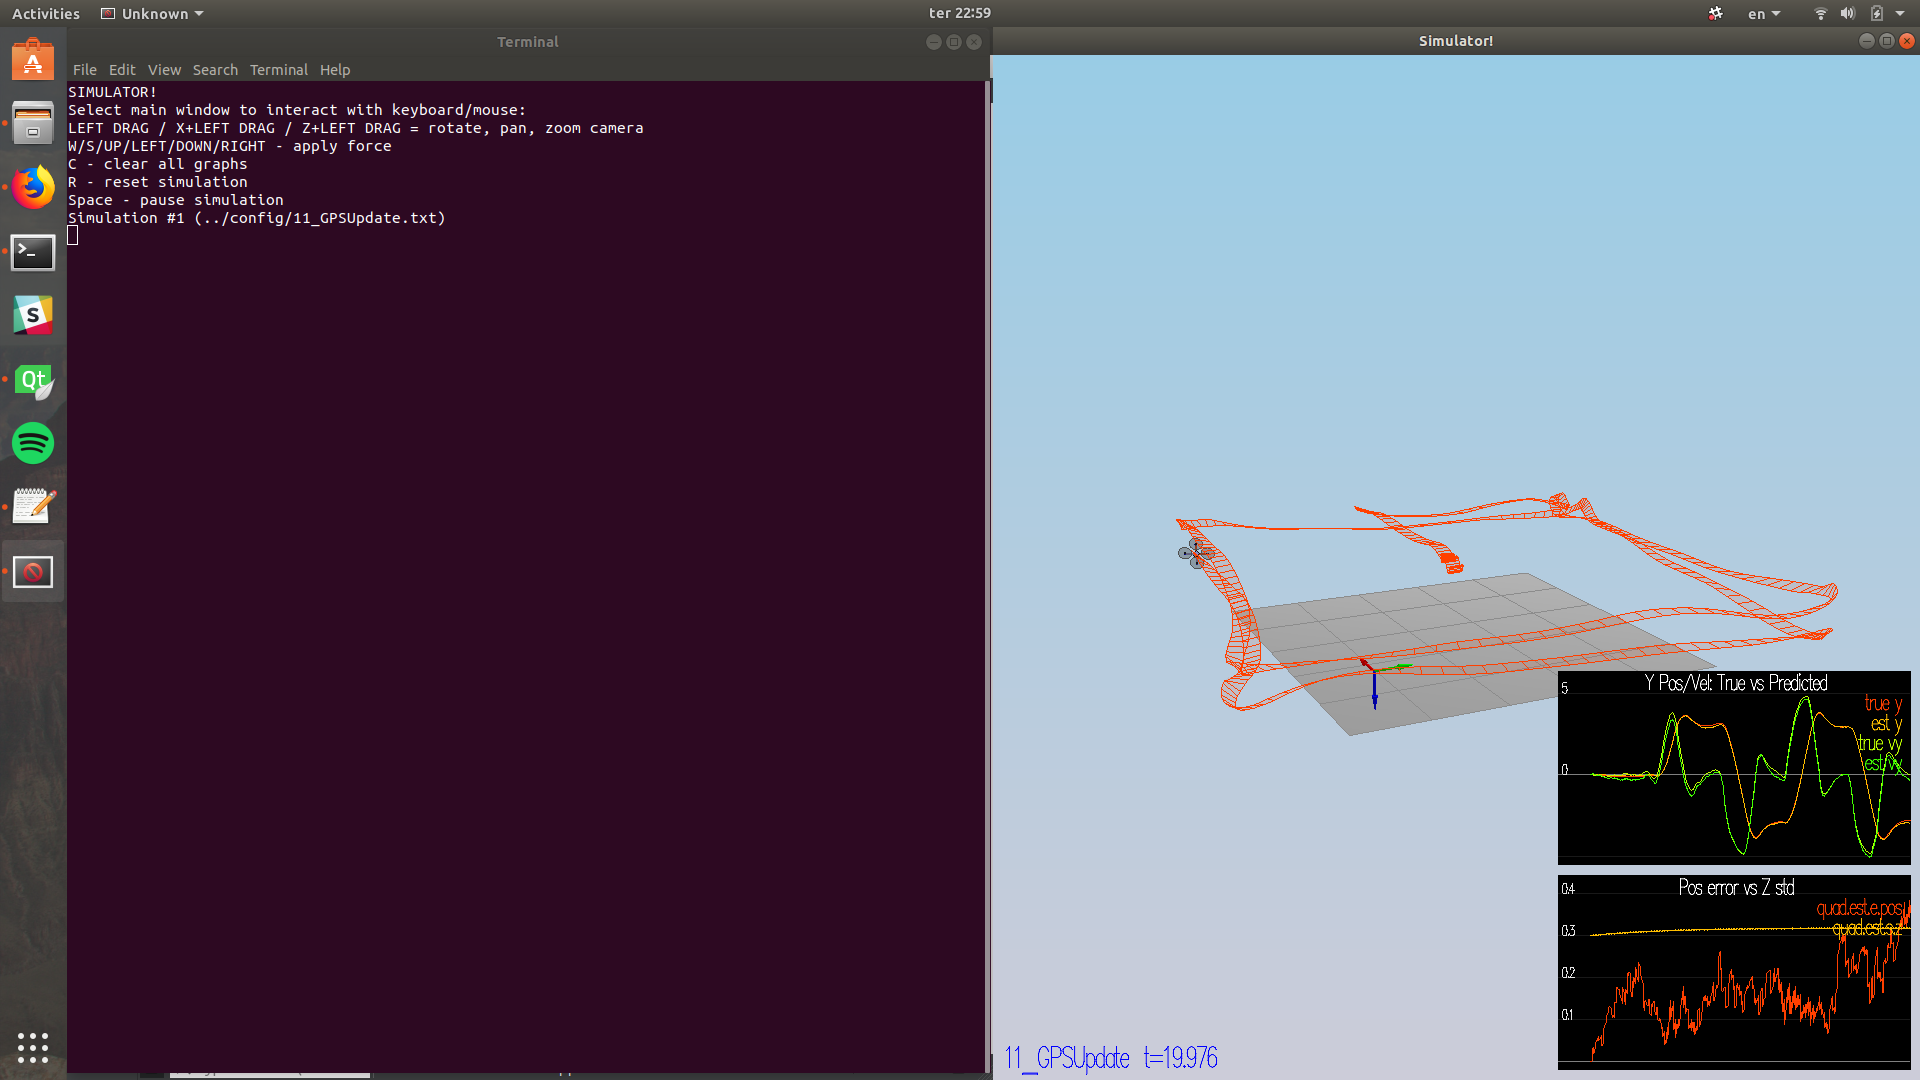 Activities
Unknown
ter 22:59
en
Terminal
Simulator!
File Edit View Search Terminal Help
SIMULATOR!
Select main window to interact with keyboard/mouse:
LEFT DRAG / X+LEFT DRAG / Z+LEFT DRAG = rotate, pan, zoom camera
W/S/UP/LEFT/DOWN/RIGHT - apply force
C - clear all graphs
R - reset simulation
Space - pause simulation
Simulation #1 (../config/11_GPSUpdate.txt)
S
Qt
Y Pos/Vel: True vs Predicted
5
true y
est y
true vy
est vy
0
Pos error vs Z std
0.4
quad.est.e.pos
0.3
0.2
0.1
11_GPSUpdate t=19.976